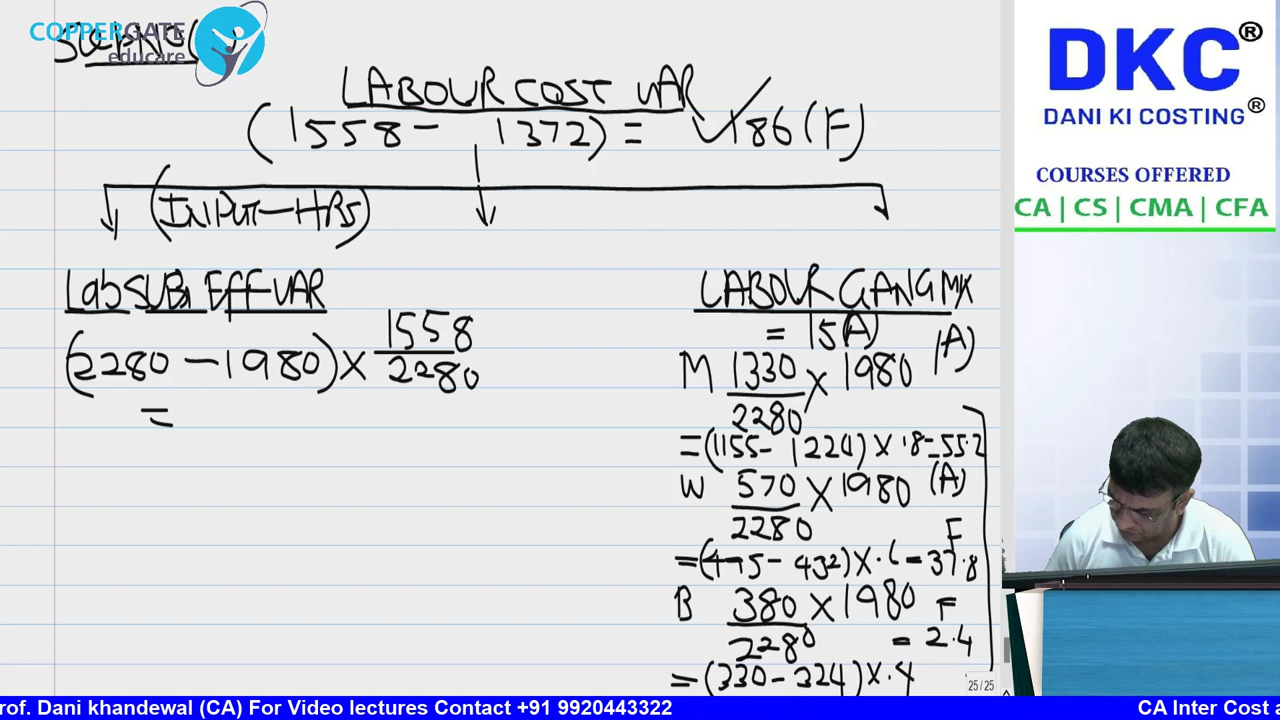 COPPERGATE
educare
LABOUR COST VAR
(1558 - 1372) = 186 (F)
(INPUT-HRS)
Lab SUB Eff VAR
(2280 - 1980) × 1558
2280
=
LABOUR GANG MIX
= 15(A)
(A)
M 1330 × 1980
2280
= (1155 - 1224) × .8 = 55.2
(A)
W 570 × 1980
2280
F
= (475 - 432) × .6 = 37.8
B 380 × 1980 F
2280 = 2.4
= (330 - 324) × .4
25 / 25
DKC®
DANI KI COSTING®
COURSES OFFERED
CA | CS | CMA | CFA
rof. Dani khandewal (CA) For Video lectures Contact +91 9920443322
CA Inter Cost a